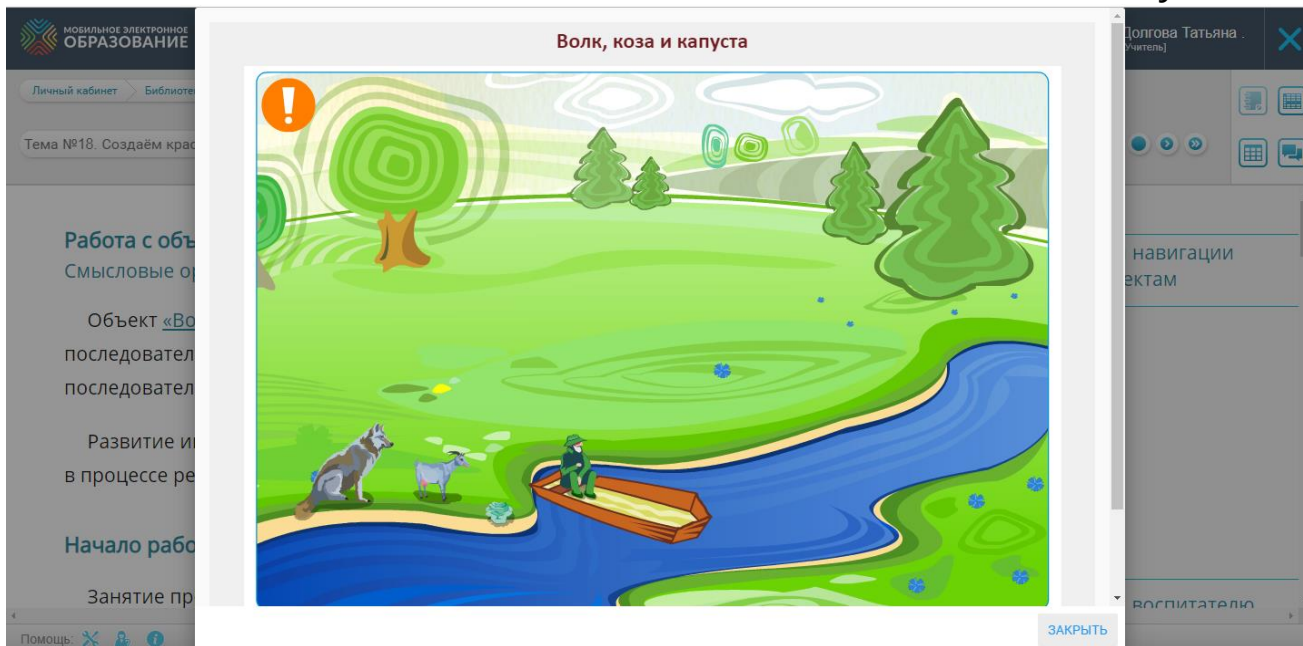 МОБИЛЬНОЕ ЭЛЕКТРОННОЕ
ОБРАЗОВАНИЕ
Волк, коза и капуста
Долгова Татьяна .
[Учитель]
Личный кабинет
Библиоте
Тема №18. Создаём крас
Работа с объ
Смысловые ор
навигации
ектам
Объект «Во
последовател
последовател
Развитие и
в процессе ре
Начало рабо
Занятие пр
воспитателю
ЗАКРЫТЬ
Помощь: